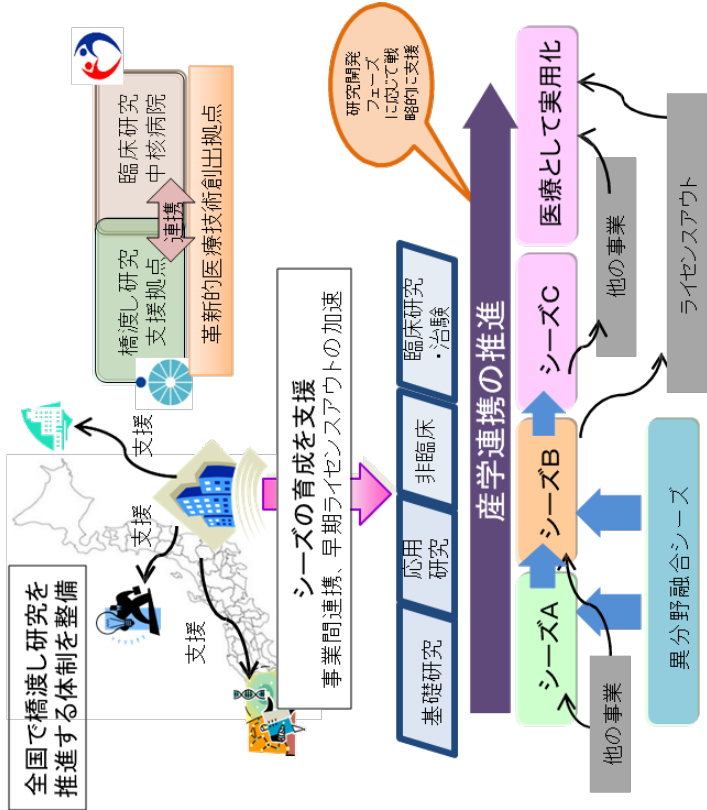 全国で橋渡し研究を
推進する体制を整備
支援
支援
支援
橋渡し研究
支援拠点
連携
臨床研究
中核病院
革新的医療技術創出拠点
シーズの育成を支援
事業間連携、早期ライセンスアウトの加速
基礎研究
応用
研究
非臨床
臨床研究
・治験
研究開発
フェーズ
に応じて戦
略的に支援
産学連携の推進
シーズA
シーズB
シーズC
医療として実用化
他の事業
他の事業
異分野融合シーズ
ライセンスアウト